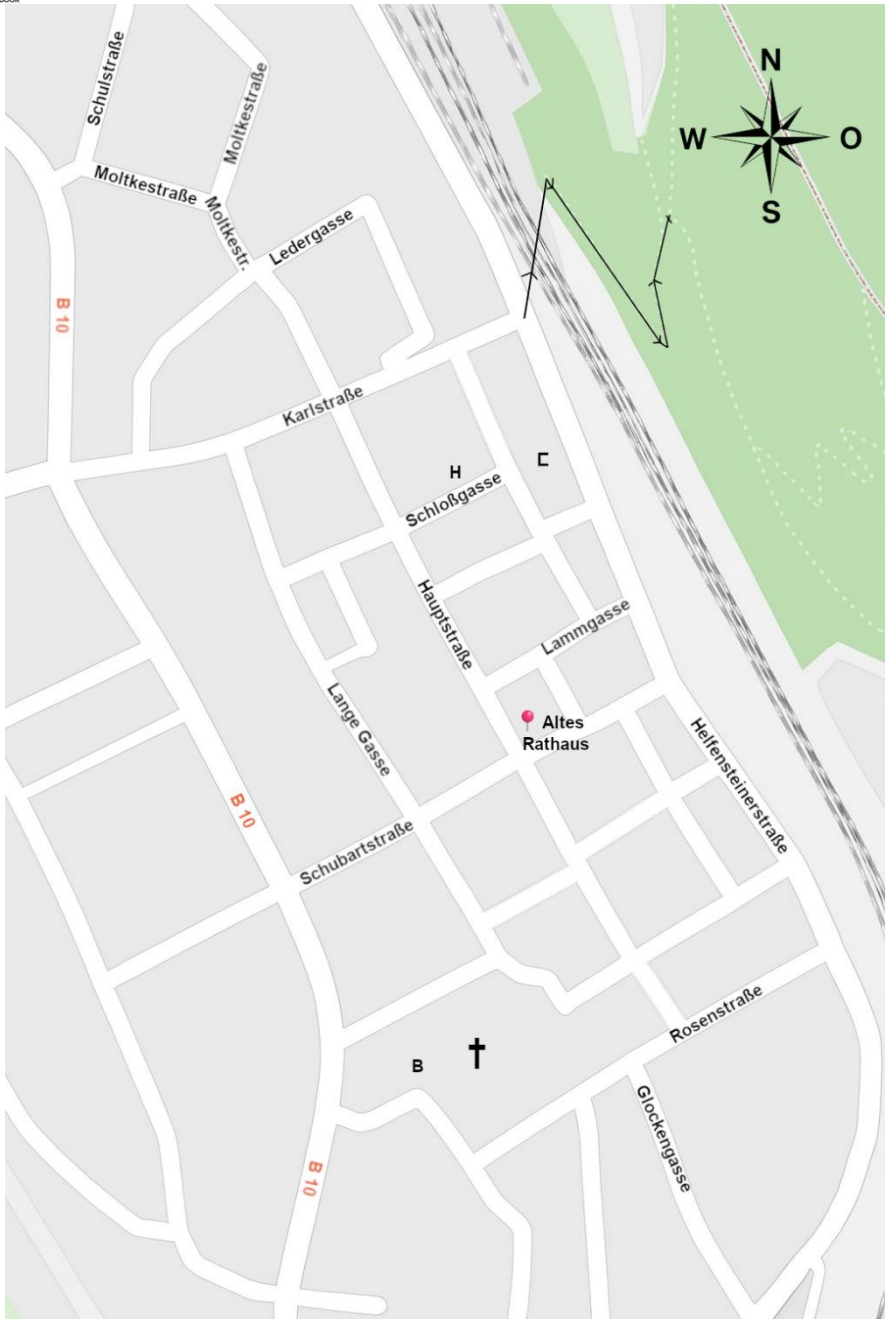 N
W O
S
Schulstraße
Moltkestraße
Moltkestraße
Moltkestr.
Ledergasse
B 10
Karlstraße
H
E
Schloßgasse
Hauptstraße
Lammgasse
Lange Gasse
Altes
Rathaus
Helfensteinerstraße
B 10
Schubartstraße
Rosenstraße
B
Glockengasse
B 10